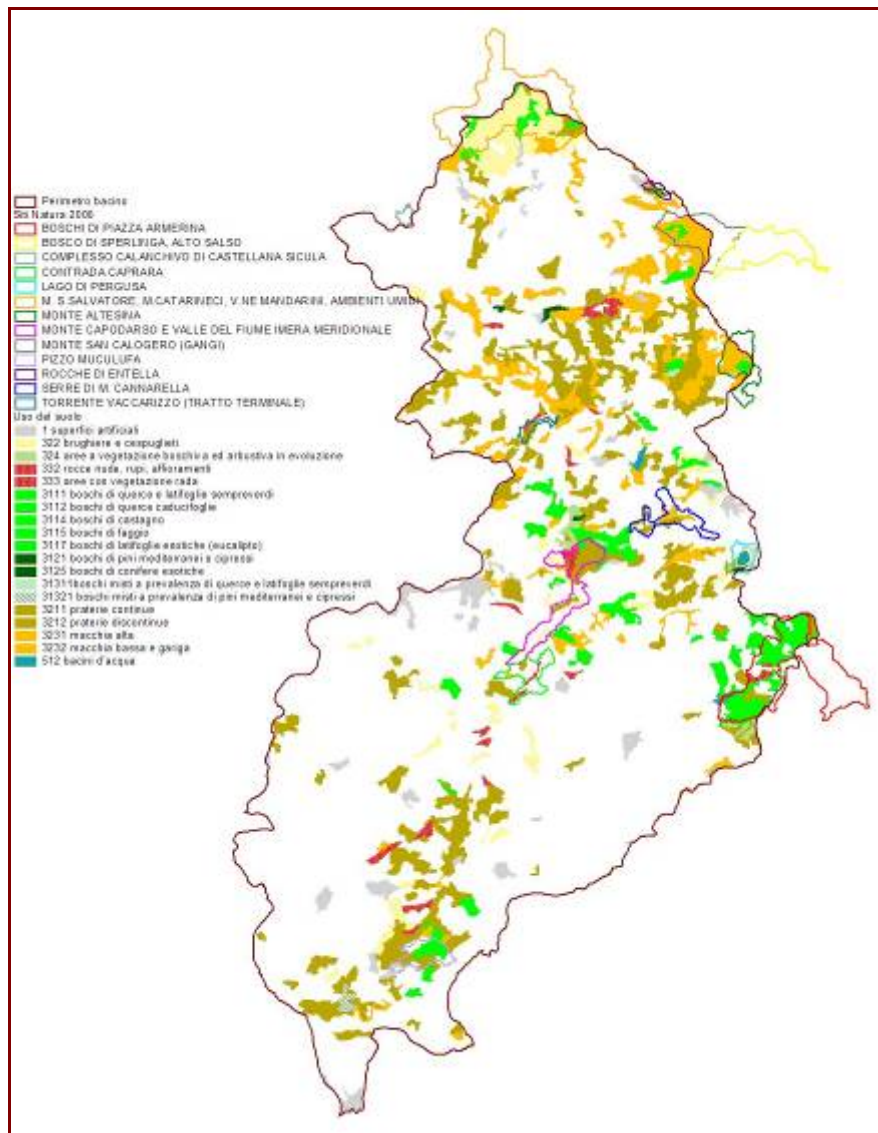 Perimetro bacino
Siti Natura 2000
BOSCHI DI PIAZZA ARMERINA
BOSCO DI SPERLINGA, ALTO SALSO
COMPLESSO CALANCHIVO DI CASTELLANA SICULA
CONTRADA CAPRARA
LAGO DI PERGUSA
M. S.SALVATORE, M.CATARINECI, V.NE MANDARINI, AMBIENTI UMIDI
MONTE ALTESINA
MONTE CAPODARSO E VALLE DEL FIUME IMERA MERIDIONALE
MONTE SAN CALOGERO (GANGI)
PIZZO MUCULUFA
ROCCHE DI ENTELLA
SERRE DI M. CANNARELLA
TORRENTE VACCARIZZO (TRATTO TERMINALE)
Uso del suolo
1 superfici artificiali
322 brughiere e cespuglieti
324 aree a vegetazione boschiva ed arbustiva in evoluzione
332 rocce nude, rupi, affioramenti
333 aree con vegetazione rada
3111 boschi di querce e latifoglie sempreverdi
3112 boschi di querce caducifoglie
3114 boschi di castagno
3115 boschi di faggio
3117 boschi di latifoglie esotiche (eucalipto)
3121 boschi di pini mediterranei e cipressi
3125 boschi di conifere esotiche
31311boschi misti a prevalenza di querce e latifoglie sempreverdi
31321 boschi misti a prevalenza di pini mediterranei e cipressi
3211 praterie continue
3212 praterie discontinue
3231 macchia alta
3232 macchia bassa e gariga
512 bacini d'acqua